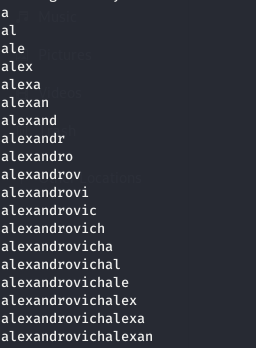 a
al
ale
alex
alexa
alexan
alexand
alexandr
alexandro
alexandrov
alexandrovi
alexandrovic
alexandrovich
alexandrovicha
alexandrovichal
alexandrovichale
alexandrovichalex
alexandrovichalexa
alexandrovichalexan